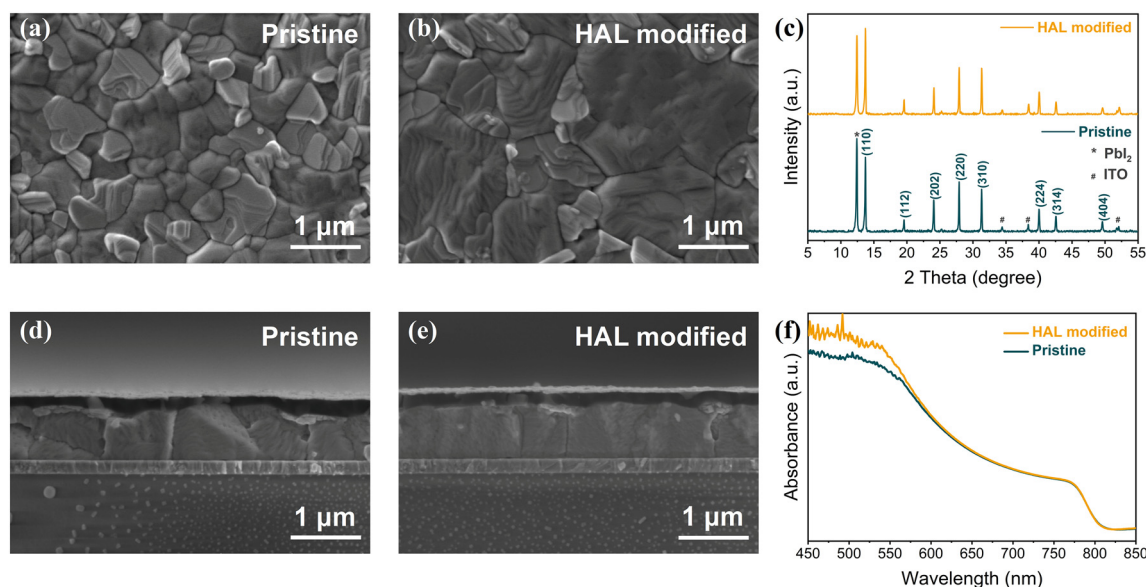 (a)
Pristine
1 µm
(b)
HAL modified
1 µm
(c)
HAL modified
Pristine
* PbI₂
# ITO
*
(110)
(112)
(202)
(220)
(310)
#
#
(224)
(314)
(404)
#
Intensity (a.u.)
5 10 15 20 25 30 35 40 45 50 55
2 Theta (degree)
(d)
Pristine
1 µm
(e)
HAL modified
1 µm
(f)
HAL modified
Pristine
Absorbance (a.u.)
450 500 550 600 650 700 750 800 850
Wavelength (nm)